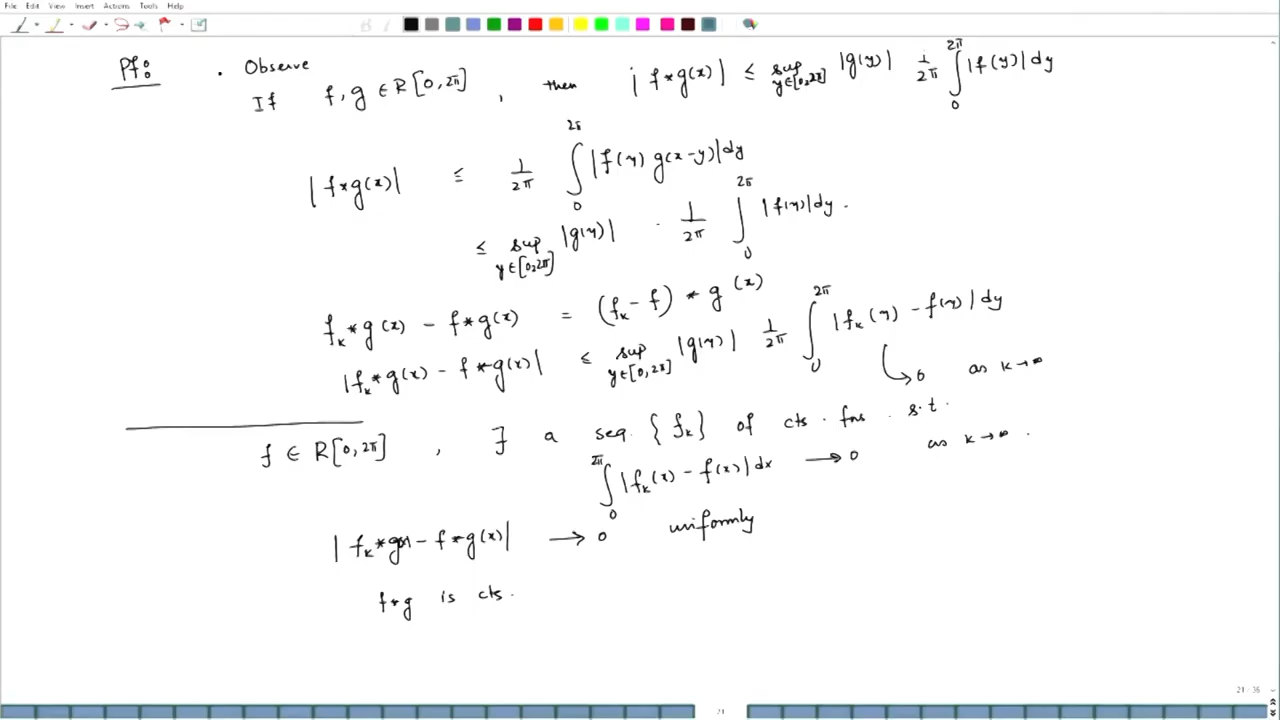 File Edit View Insert Actions Tools Help
Pf: . Observe
If f, g ∈ R[0, 2π], then |f*g(x)| ≤ sup_{y∈[0,2π]} |g(y)| 1/2π ∫_0^{2π} |f(y)| dy
|f*g(x)| ≤ 1/2π ∫_0^{2π} |f(y) g(x-y)| dy
≤ sup_{y∈[0,2π]} |g(y)| · 1/2π ∫_0^{2π} |f(y)| dy.
f_k * g(x) - f*g(x) = (f_k - f) * g(x)
|f_k * g(x) - f*g(x)| ≤ sup_{y∈[0,2π]} |g(y)| 1/2π ∫_0^{2π} |f_k(y) - f(y)| dy
→ 0 as k→∞
f ∈ R[0, 2π], ∃ a seq. {f_k} of cts. fns. s.t.
∫_0^{2π} |f_k(x) - f(x)| dx → 0 as k→∞.
|f_k * g(x) - f*g(x)| → 0 uniformly
f*g is cts.
21 / 36
21